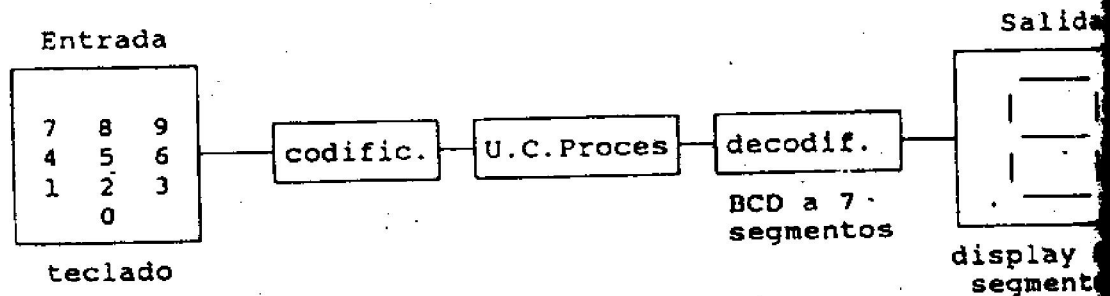 Entrada
7 8 9
4 5 6
1 2 3
0
teclado
codific.
U.C.Proces
decodif.
BCD a 7
segmentos
Salida
display
segment